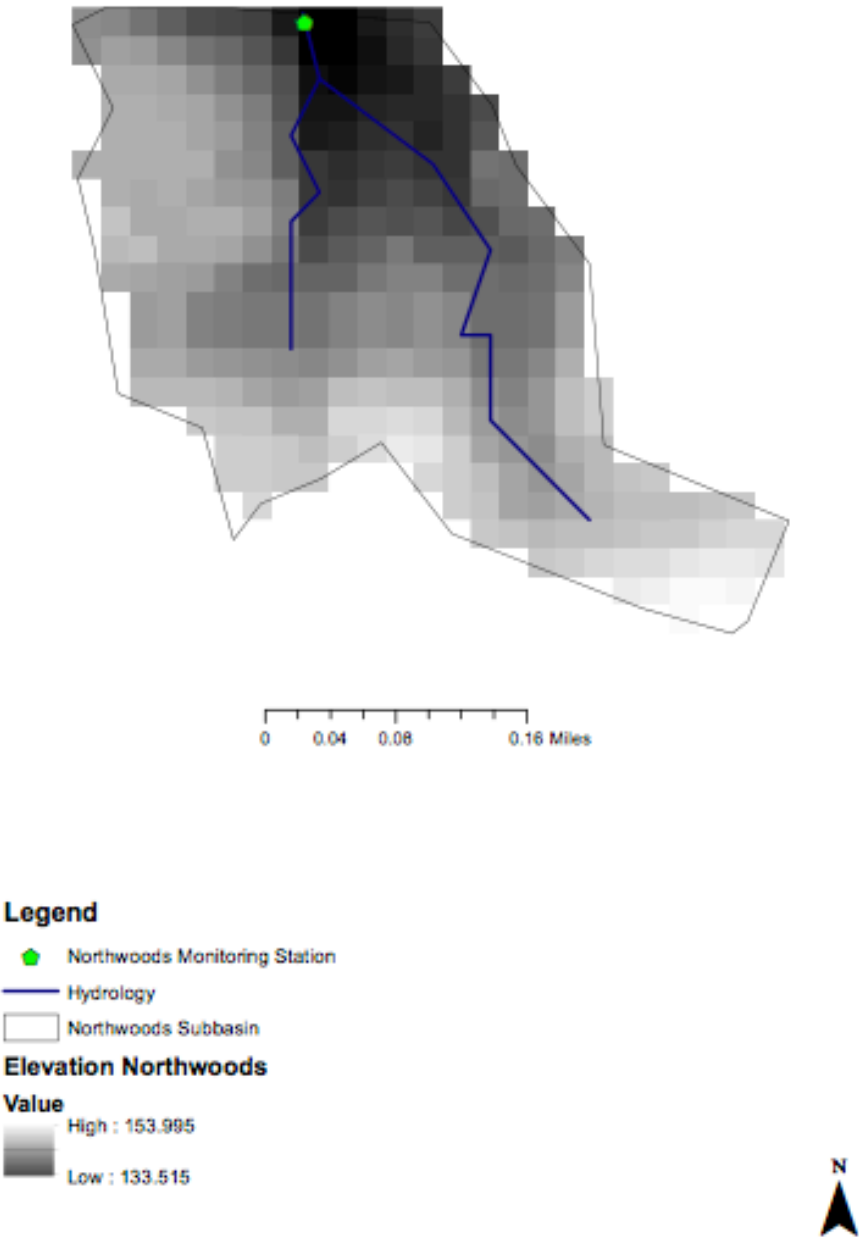 0 0.04 0.08 0.16 Miles
Legend
Northwoods Monitoring Station
Hydrology
Northwoods Subbasin
Elevation Northwoods
Value
High : 153.995
Low : 133.515
N